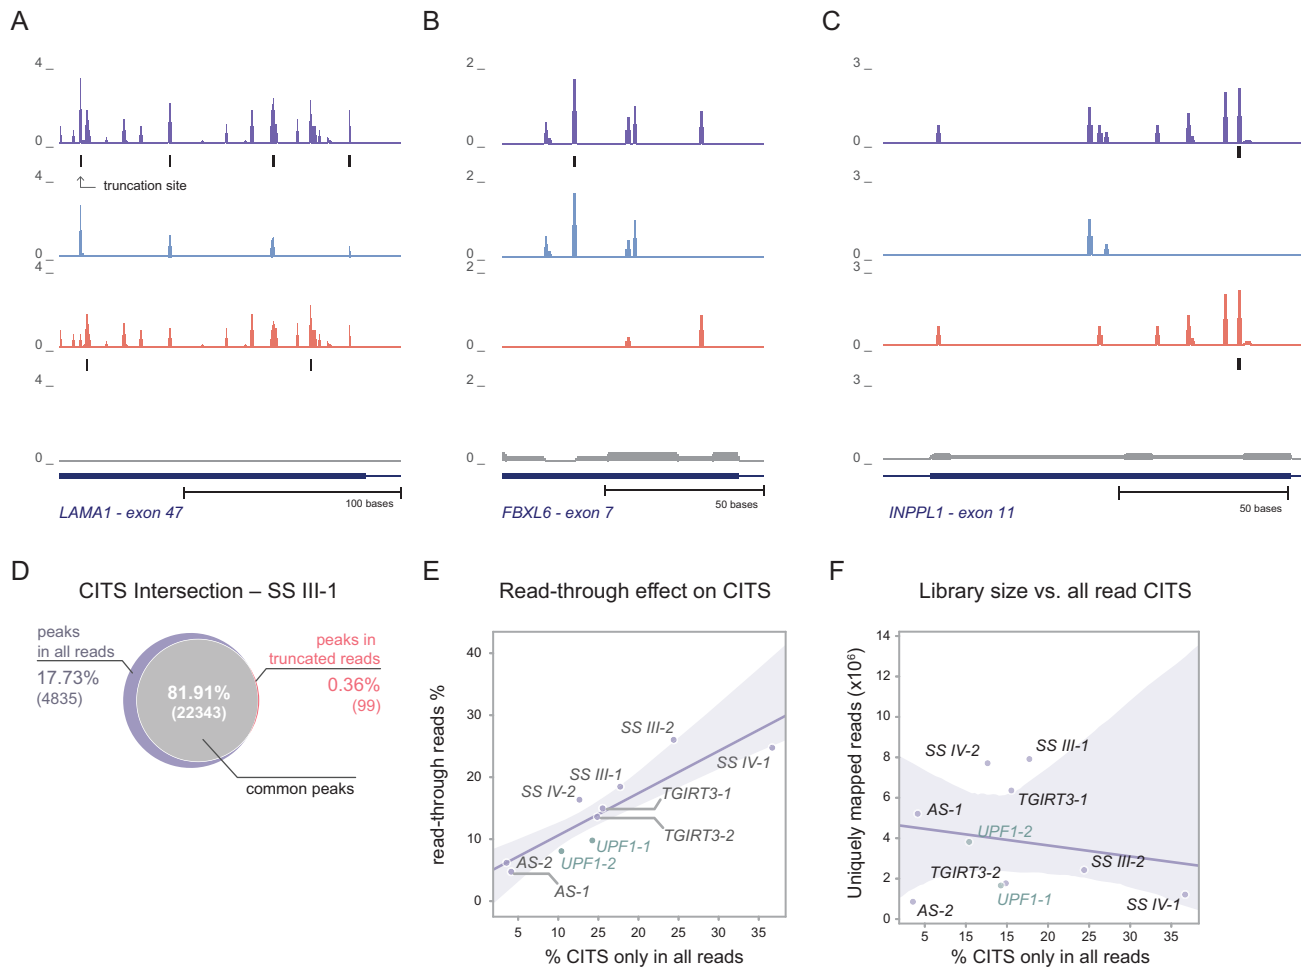 A
B
C
4
2
3
0
0
0
truncation site
4
2
3
0
0
0
4
2
3
0
0
0
4
2
3
0
0
0
100 bases
50 bases
50 bases
LAMA1 - exon 47
FBXL6 - exon 7
INPPL1 - exon 11
D
CITS Intersection – SS III-1
peaks
in all reads
17.73%
(4835)
81.91%
(22343)
peaks in
truncated reads
0.36%
(99)
common peaks
E
Read-through effect on CITS
read-through reads %
40
30
20
10
0
SS III-2
SS IV-1
SS III-1
SS IV-2
TGIRT3-1
TGIRT3-2
UPF1-1
UPF1-2
AS-2
AS-1
5 10 15 20 25 30 35
% CITS only in all reads
F
Library size vs. all read CITS
Uniquely mapped reads (x10⁶)
14
12
10
8
6
4
2
0
SS IV-2
SS III-1
TGIRT3-1
AS-1
UPF1-2
SS III-2
TGIRT3-2
UPF1-1
SS IV-1
AS-2
5 10 15 20 25 30 35
% CITS only in all reads